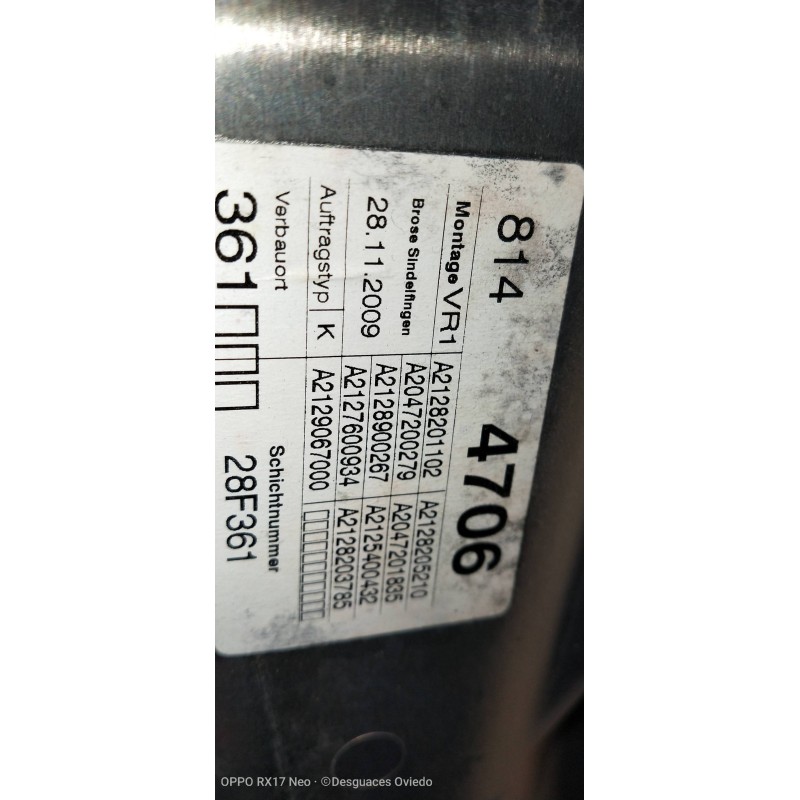 814 4706
Montage VR1 A2128201102 A2128205210
Brose Sindelfingen A2047200279 A2047201835
28.11.2009 A2128900267 A2125400432
A2127600934 A2128203785
Auftragstyp K A2129067000 □□□□□□□□□□□
Verbauort Schichtnummer
361□□□ 28F361
OPPO RX17 Neo · ©Desguaces Oviedo